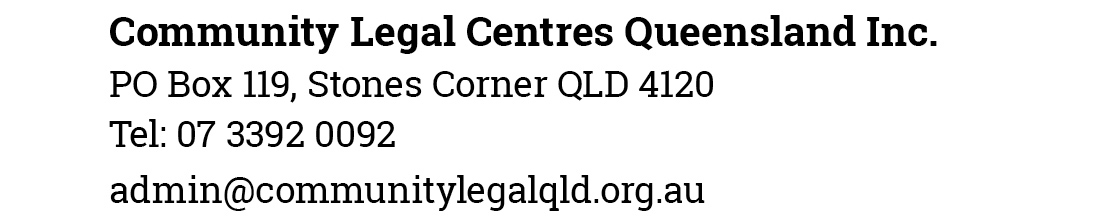 Community Legal Centres Queensland Inc.
PO Box 119, Stones Corner QLD 4120
Tel: 07 3392 0092
admin@communitylegalqld.org.au